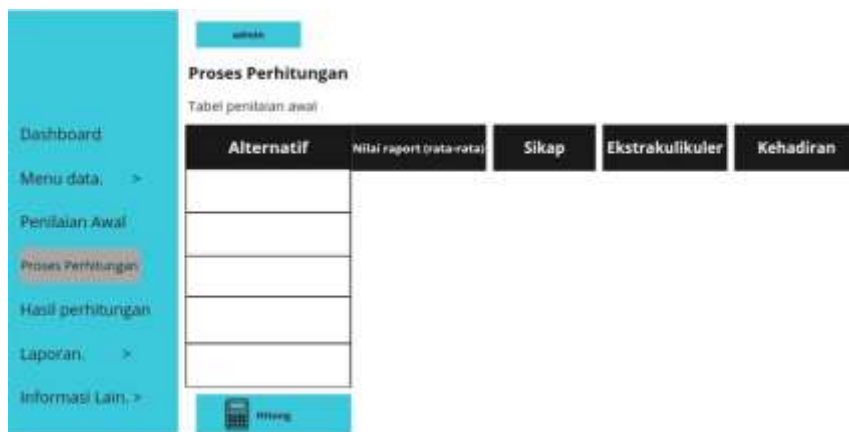 admin
Proses Perhitungan
Tabel penilaian awal
Alternatif
Nilai raport (rata-rata)
Sikap
Ekstrakulikuler
Kehadiran
Dashboard
Menu data. >
Penilaian Awal
Proses Perhitungan
Hasil perhitungan
Laporan. >
Informasi Lain. >
Hitung